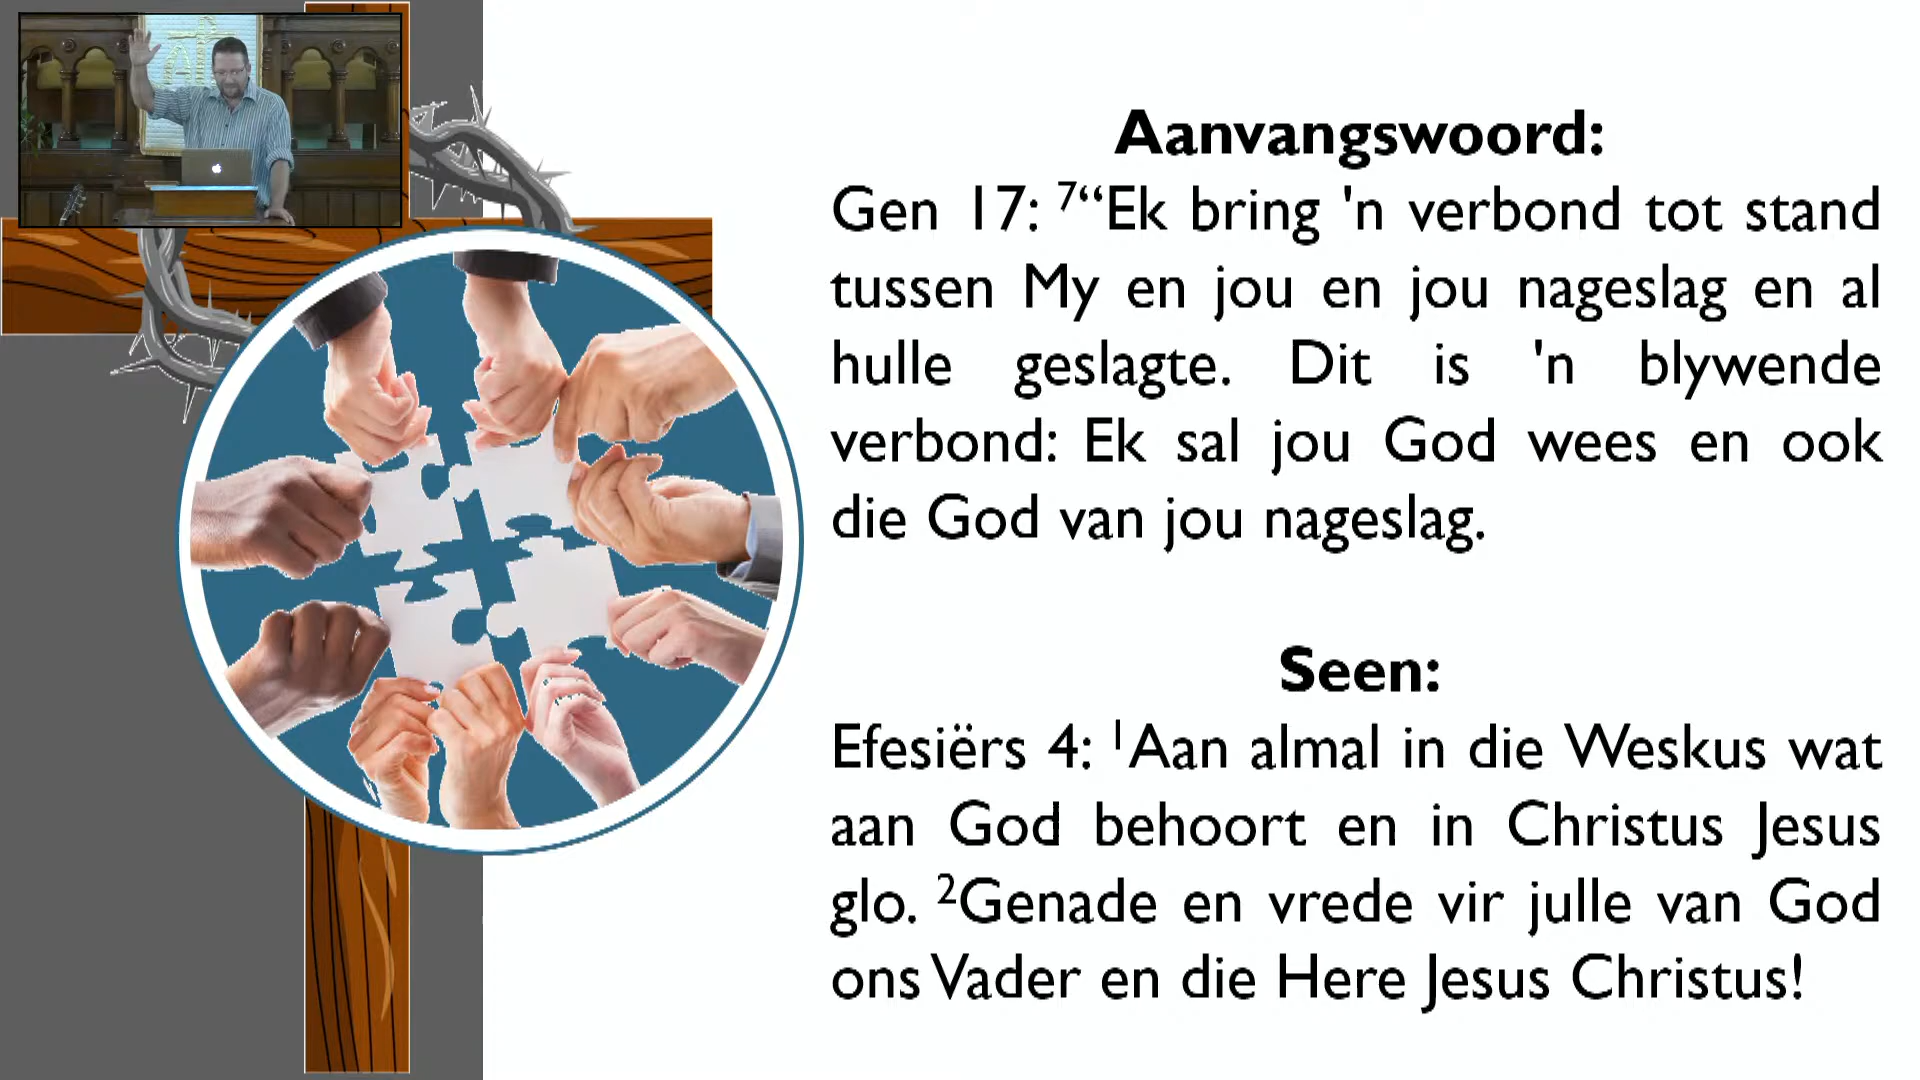 Aanvangswoord:
Gen 17: ⁷“Ek bring 'n verbond tot stand
tussen My en jou en jou nageslag en al
hulle geslagte. Dit is 'n blywende
verbond: Ek sal jou God wees en ook
die God van jou nageslag.
Seen:
Efesiërs 4: ¹Aan almal in die Weskus wat
aan God behoort en in Christus Jesus
glo. ²Genade en vrede vir julle van God
ons Vader en die Here Jesus Christus!